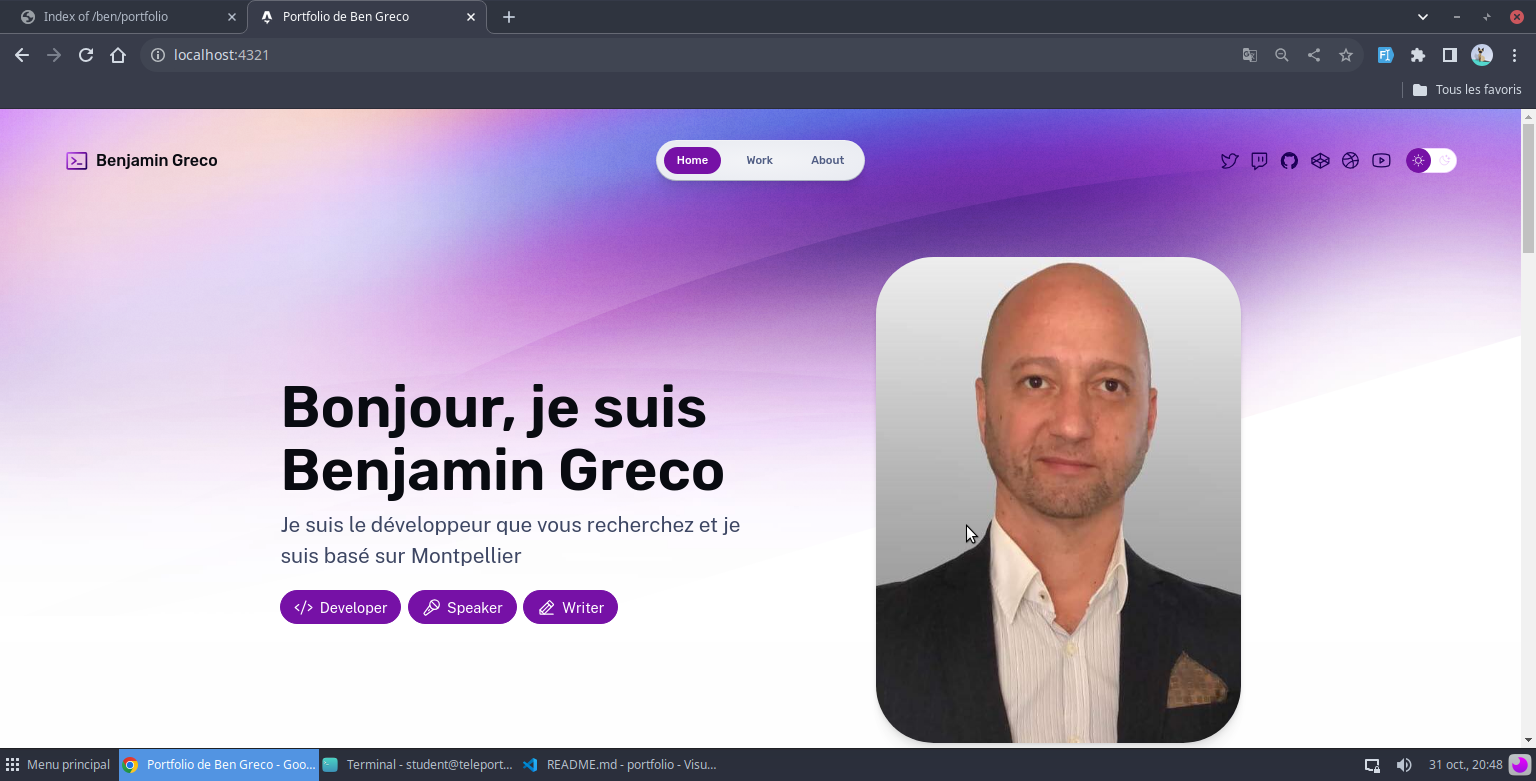 Index of /ben/portfolio
Portfolio de Ben Greco
localhost:4321
Tous les favoris
Benjamin Greco
Home
Work
About
Bonjour, je suis
Benjamin Greco
Je suis le développeur que vous recherchez et je
suis basé sur Montpellier
</> Developer
Speaker
Writer
Menu principal
Portfolio de Ben Greco - Goo...
Terminal - student@teleport...
README.md - portfolio - Visu...
31 oct., 20:48